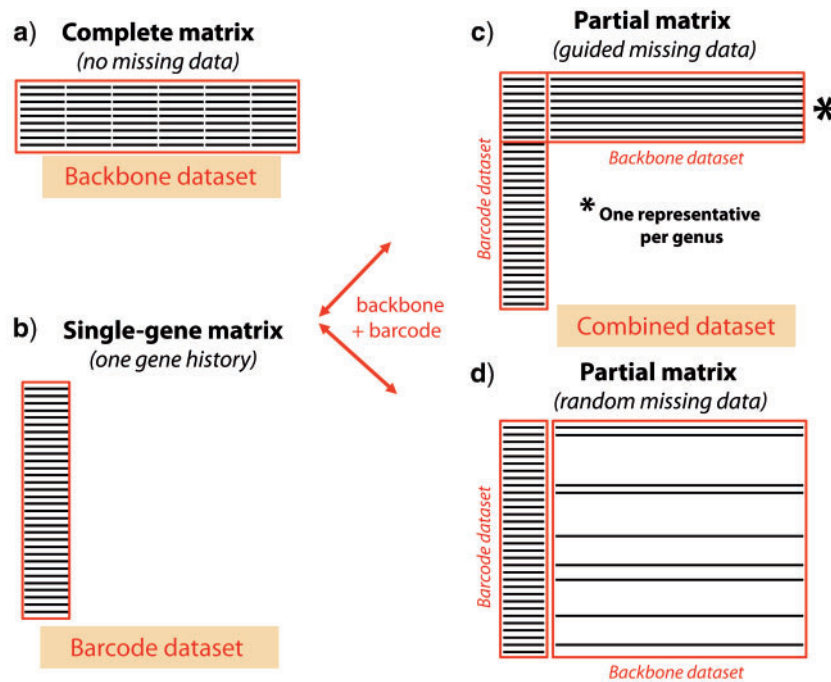 a) Complete matrix
(no missing data)
Backbone dataset
b) Single-gene matrix
(one gene history)
Barcode dataset
backbone
+ barcode
c) Partial matrix
(guided missing data)
*
Barcode dataset
Backbone dataset
* One representative
per genus
Combined dataset
d) Partial matrix
(random missing data)
Barcode dataset
Backbone dataset